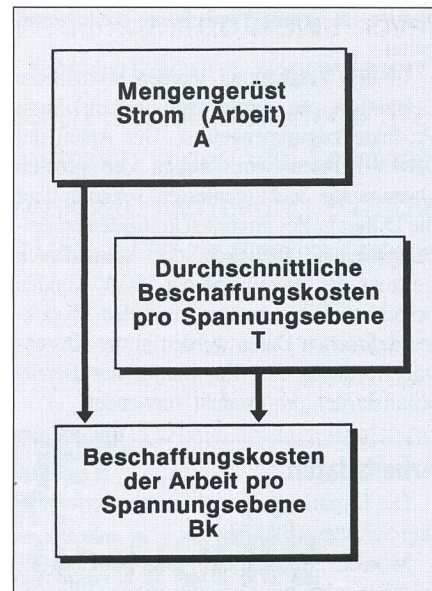 Mengengerüst
Strom (Arbeit)
A
Durchschnittliche
Beschaffungskosten
pro Spannungsebene
T
Beschaffungskosten
der Arbeit pro
Spannungsebene
Bk